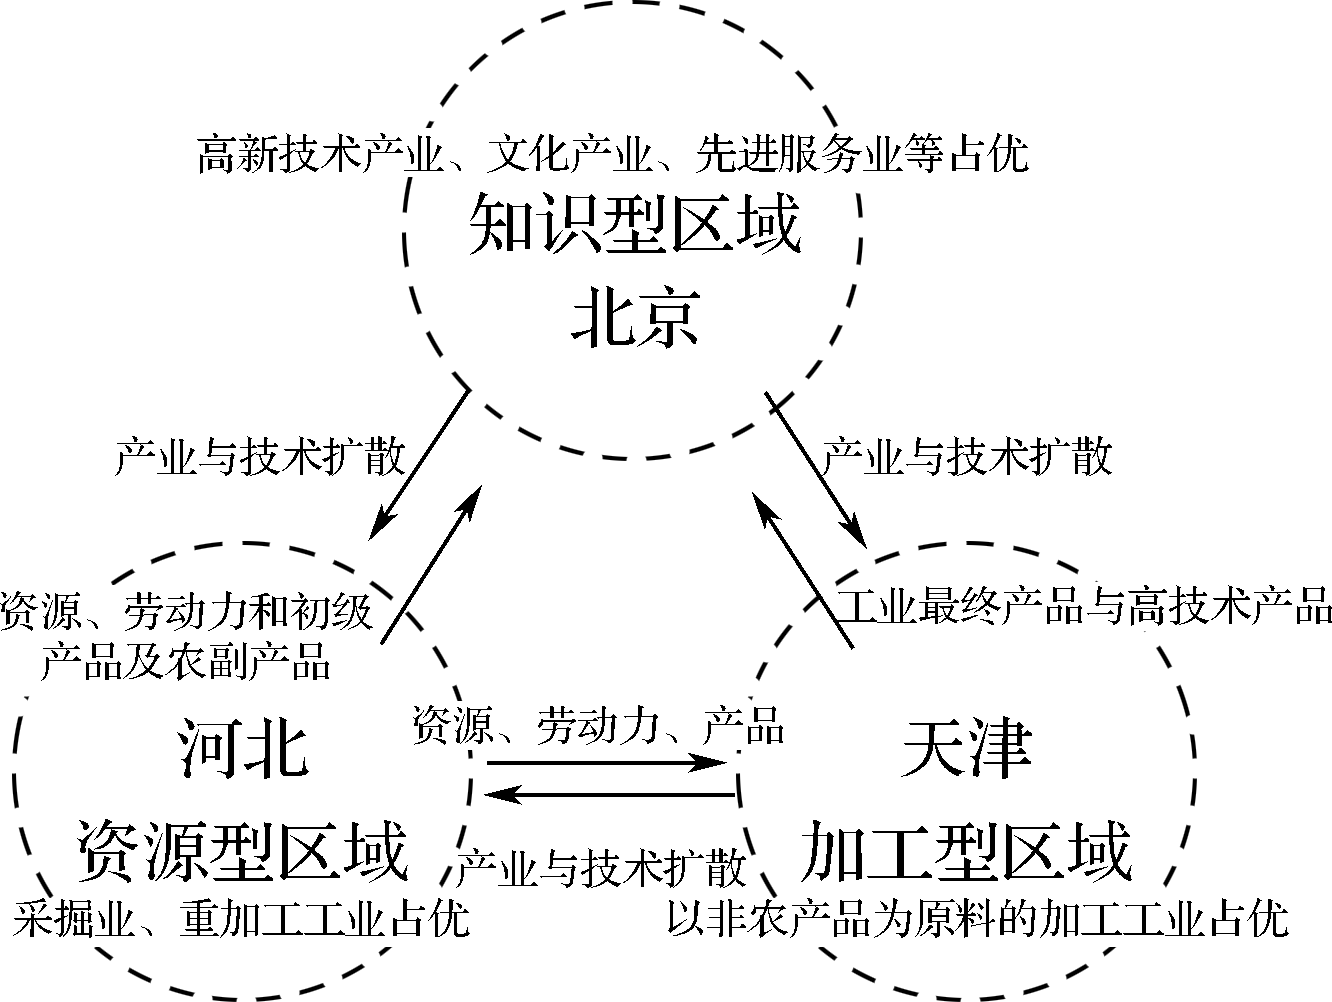 高新技术产业、文化产业、先进服务业等占优
知识型区域
北京
产业与技术扩散
产业与技术扩散
资源、劳动力和初级
产品及农副产品
工业最终产品与高技术产品
河北
资源、劳动力、产品
天津
资源型区域
产业与技术扩散
加工型区域
采掘业、重加工工业占优
以非农产品为原料的加工工业占优